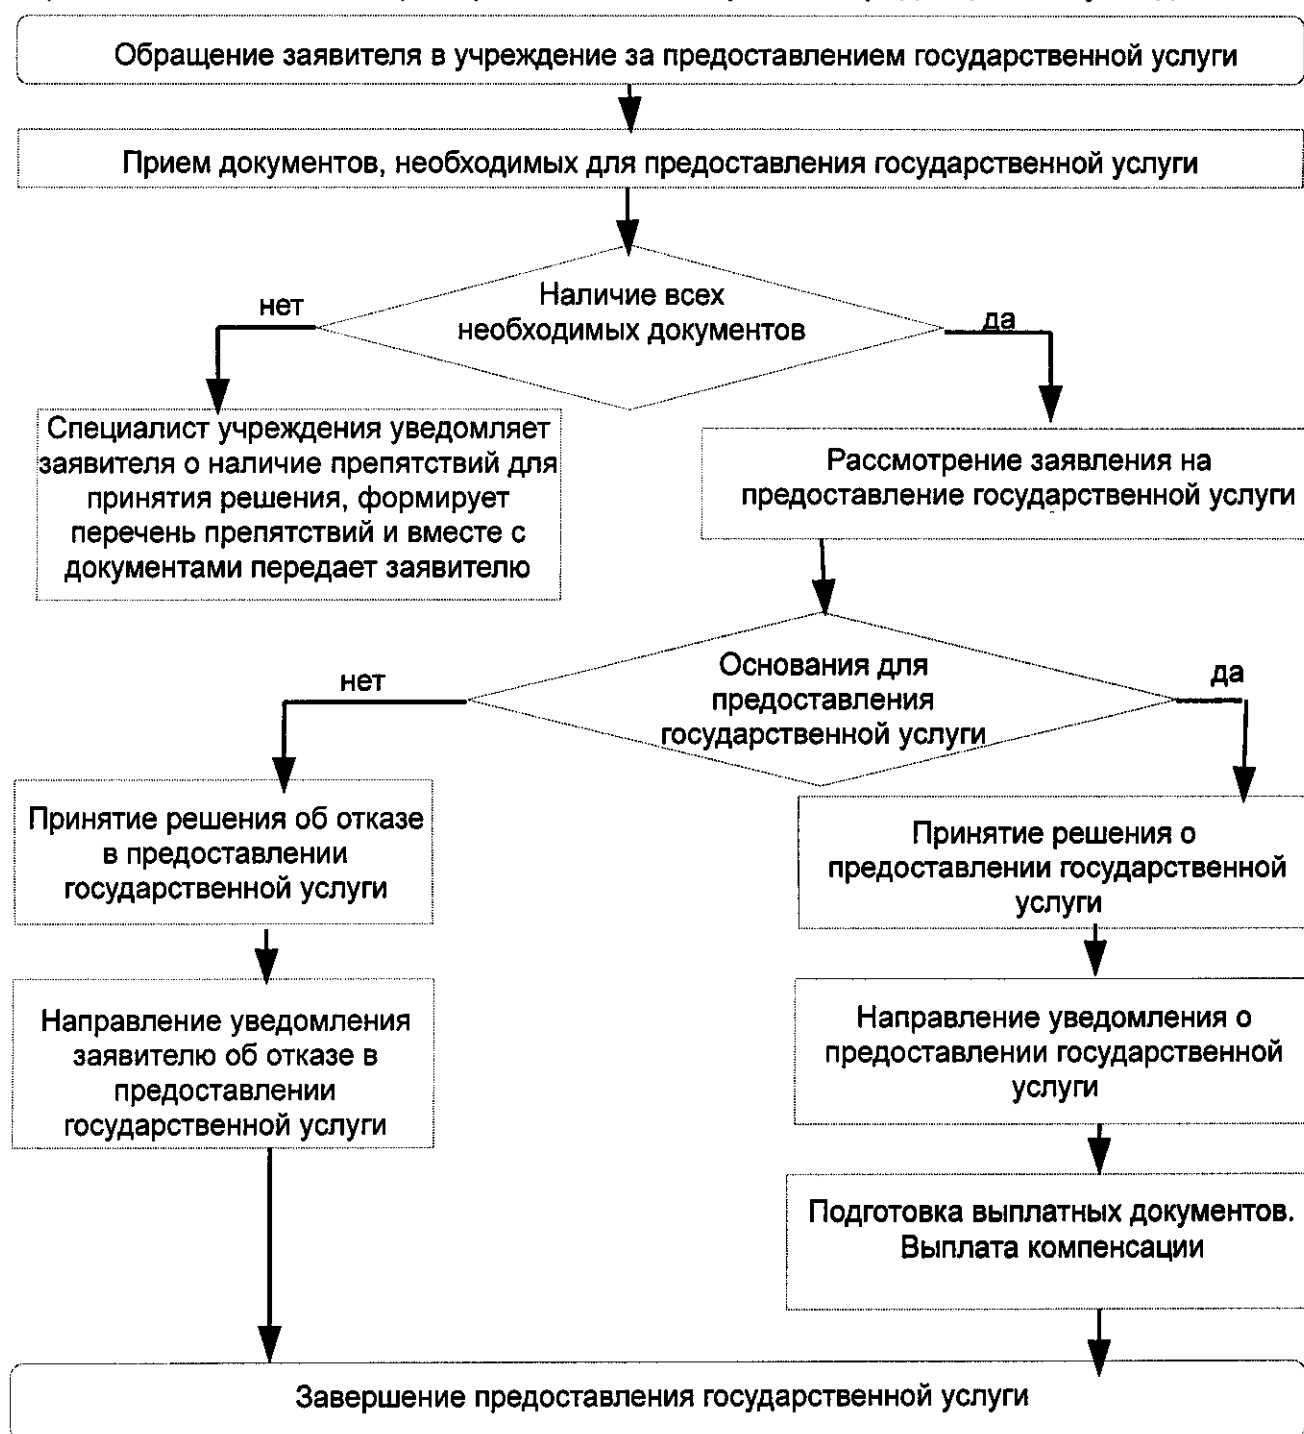 Обращение заявителя в учреждение за предоставлением государственной услуги
Прием документов, необходимых для предоставления государственной услуги
Наличие всех
необходимых документов
нет
да
Специалист учреждения уведомляет
заявителя о наличие препятствий для
принятия решения, формирует
перечень препятствий и вместе с
документами передает заявителю
Рассмотрение заявления на
предоставление государственной услуги
Основания для
предоставления
государственной услуги
нет
да
Принятие решения об отказе
в предоставлении
государственной услуги
Принятие решения о
предоставлении государственной
услуги
Направление уведомления
заявителю об отказе в
предоставлении
государственной услуги
Направление уведомления о
предоставлении государственной
услуги
Подготовка выплатных документов.
Выплата компенсации
Завершение предоставления государственной услуги